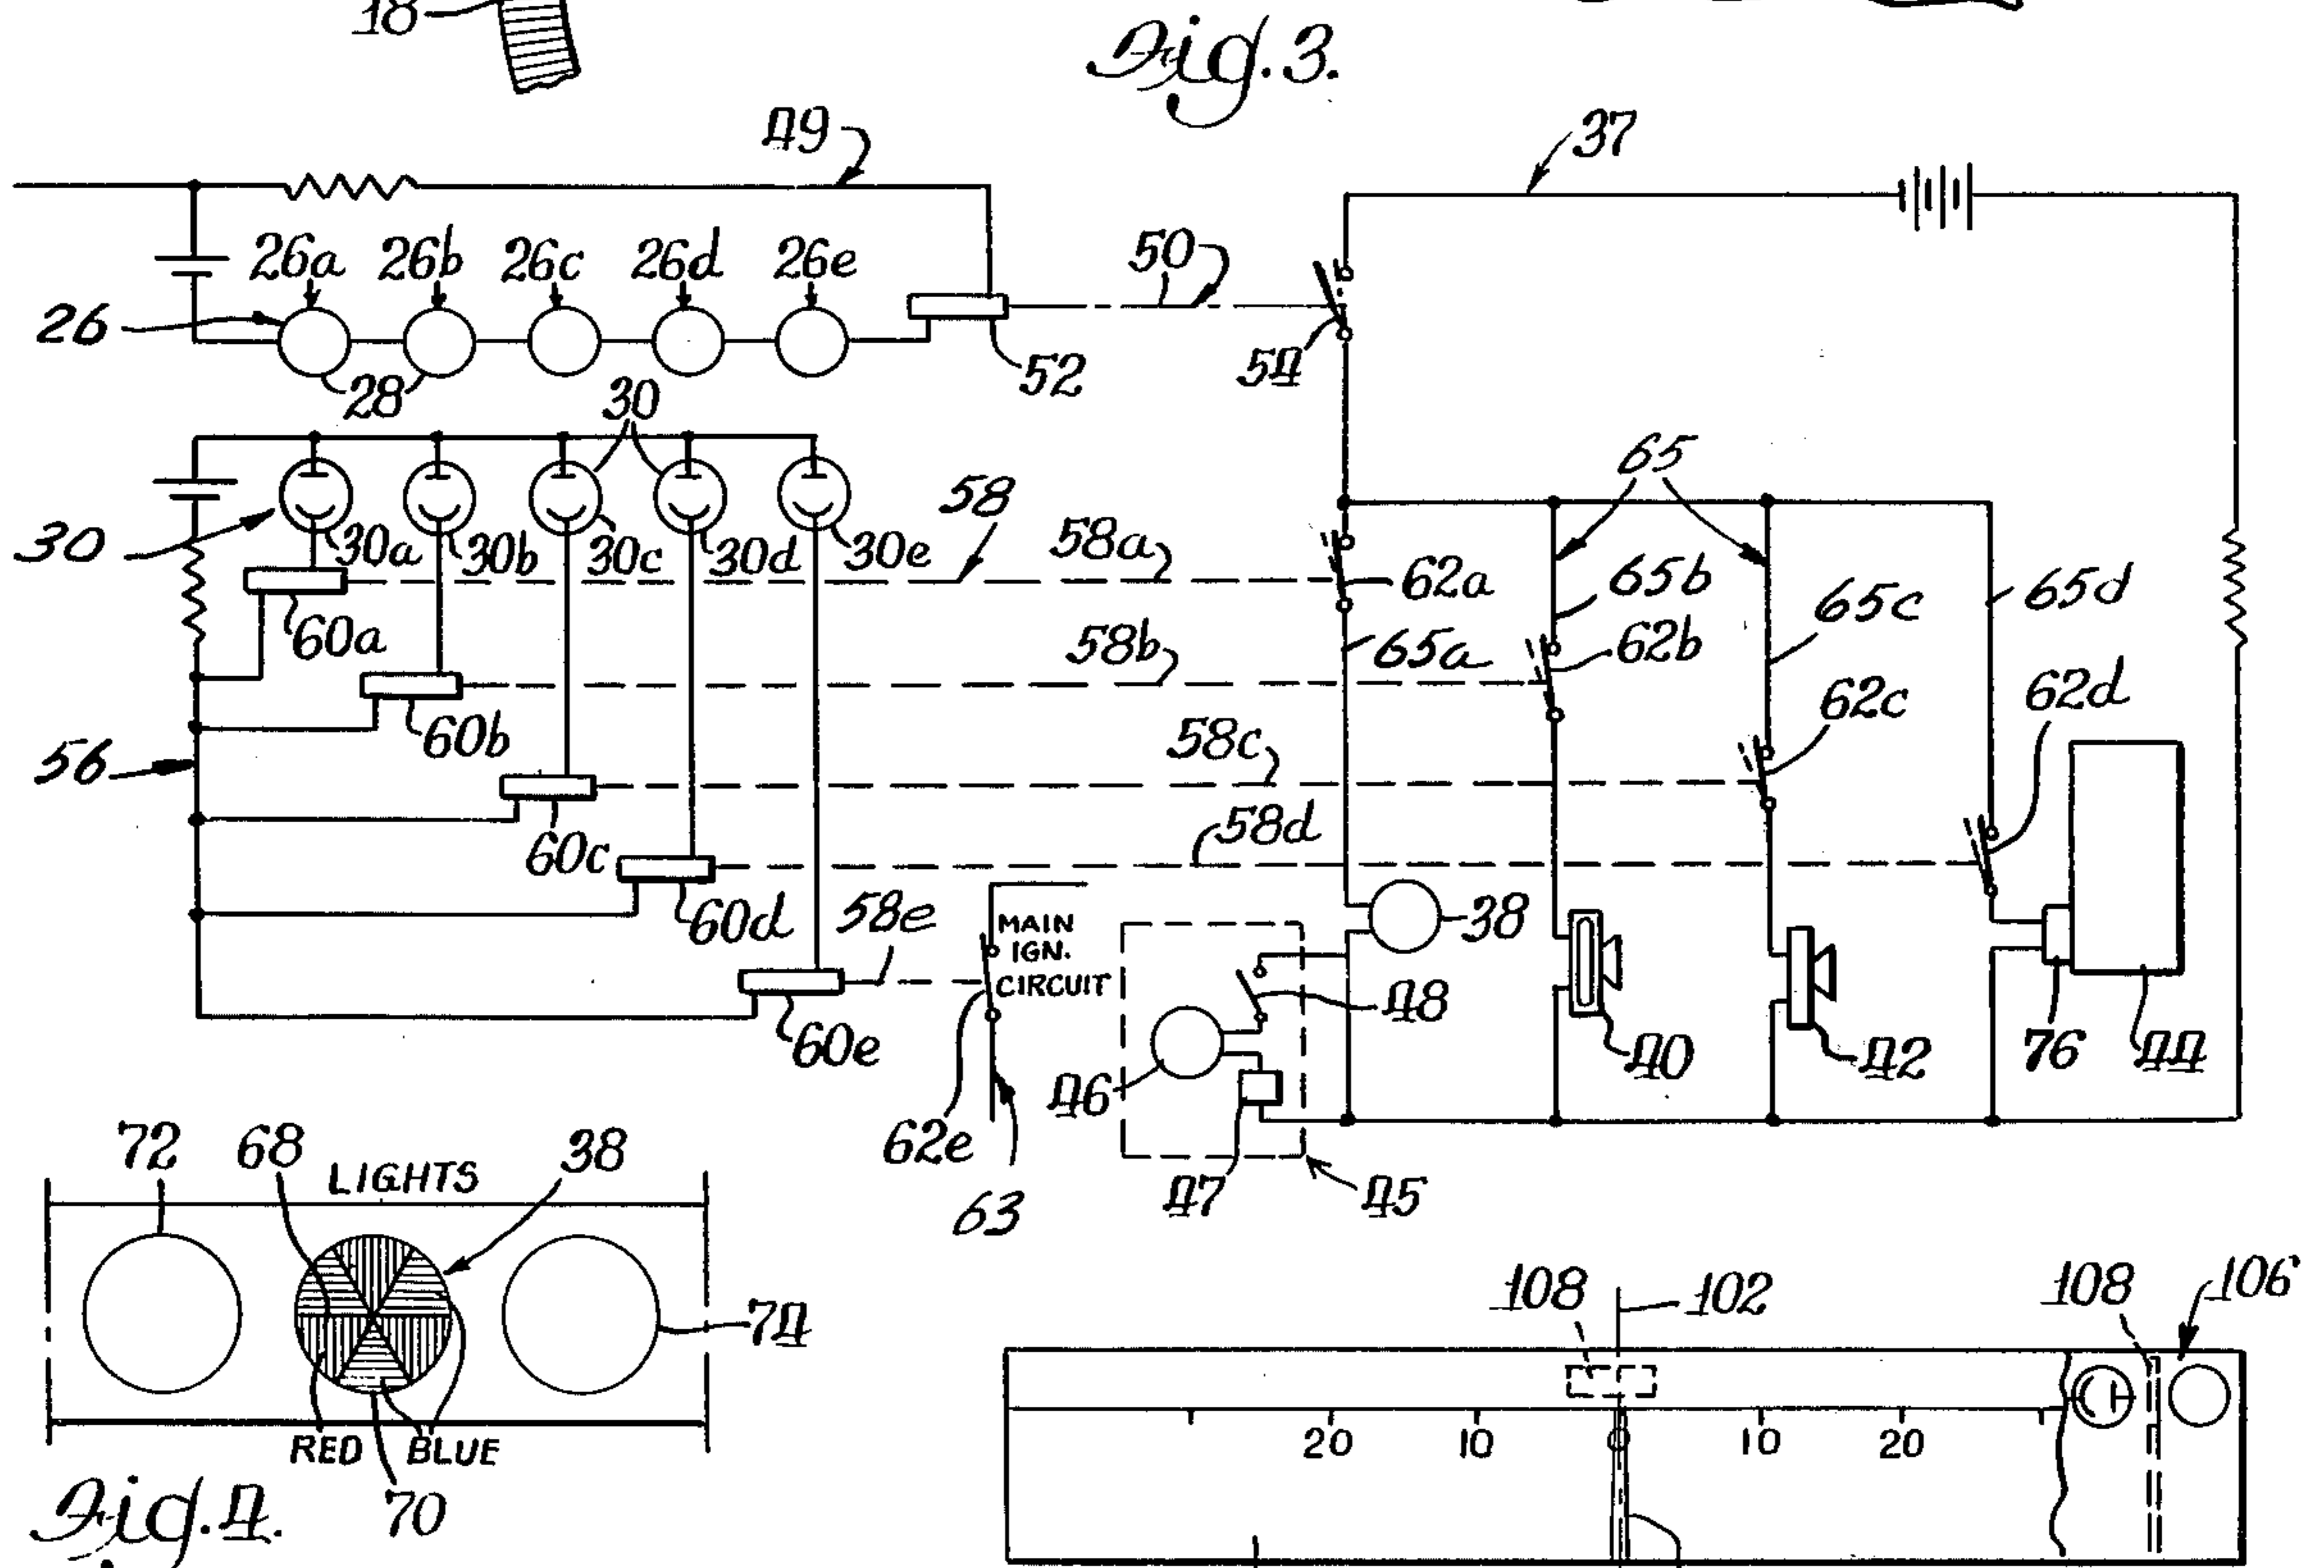 18
Fig. 3.
49
37
26a 26b 26c 26d 26e
50
26
52
54
28
30
65
58
30
30a 30b 30c 30d 30e
58a
62a
65b
65c
65d
60a
58b
65a
62b
62c
62d
56
60b
58c
60c
58d
60d
58e
MAIN
IGN.
CIRCUIT
38
48
60e
40
42
76
44
46
62e
47
45
63
72
68
LIGHTS
38
74
RED
BLUE
70
Fig. 4.
108
102
108
106
20 10 0 10 20